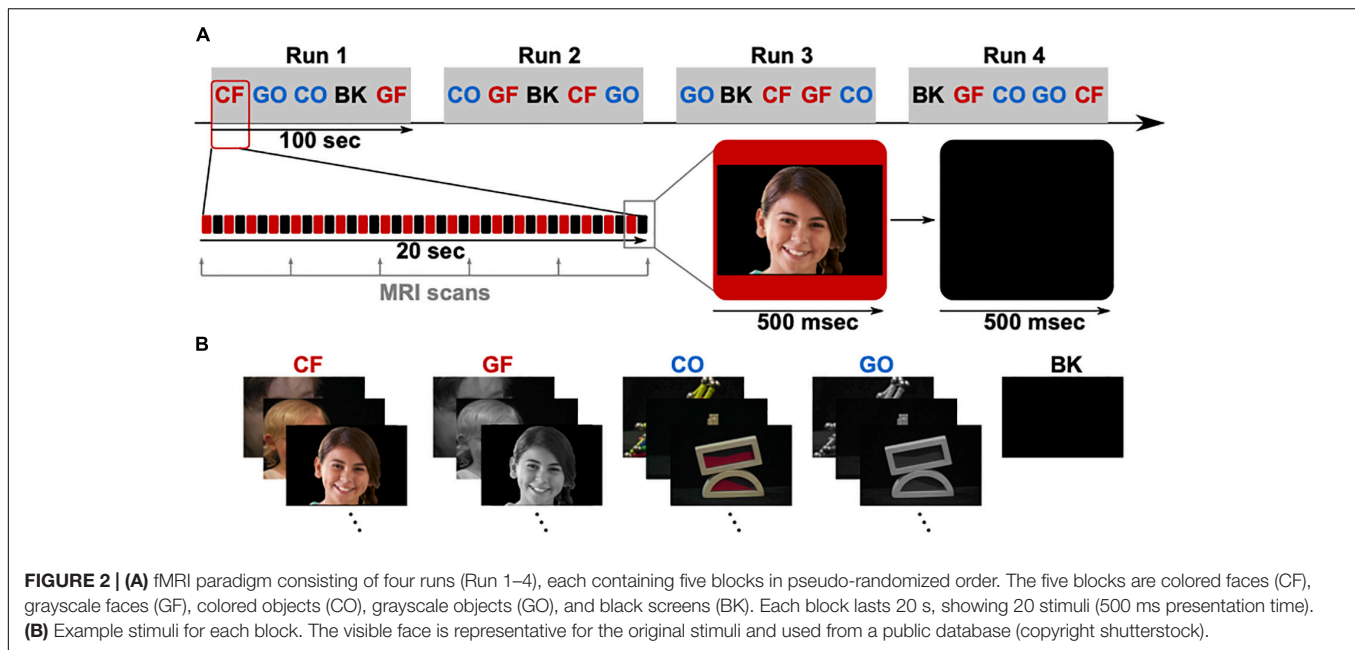 A
Run 1 Run 2 Run 3 Run 4
CF GO CO BK GF CO GF BK CF GO GO BK CF GF CO BK GF CO GO CF
100 sec
20 sec
MRI scans
500 msec 500 msec
B
CF GF CO GO BK
FIGURE 2 | (A) fMRI paradigm consisting of four runs (Run 1–4), each containing five blocks in pseudo-randomized order. The five blocks are colored faces (CF),
grayscale faces (GF), colored objects (CO), grayscale objects (GO), and black screens (BK). Each block lasts 20 s, showing 20 stimuli (500 ms presentation time).
(B) Example stimuli for each block. The visible face is representative for the original stimuli and used from a public database (copyright shutterstock).